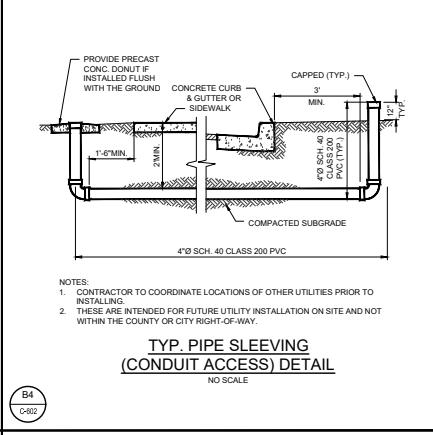 PROVIDE PRECAST
CONC. DONUT IF
INSTALLED FLUSH
WITH THE GROUND
CONCRETE CURB
& GUTTER OR
SIDEWALK
CAPPED (TYP.)
3'
MIN.
12"
TYP.
1'-6"MIN.
2'MIN.
4"Ø SCH. 40
CLASS 200
PVC (TYP.)
COMPACTED SUBGRADE
4"Ø SCH. 40 CLASS 200 PVC
NOTES:
1. CONTRACTOR TO COORDINATE LOCATIONS OF OTHER UTILITIES PRIOR TO
INSTALLING.
2. THESE ARE INTENDED FOR FUTURE UTILITY INSTALLATION ON SITE AND NOT
WITHIN THE COUNTY OR CITY RIGHT-OF-WAY.
TYP. PIPE SLEEVING
(CONDUIT ACCESS) DETAIL
NO SCALE
B4
C-602